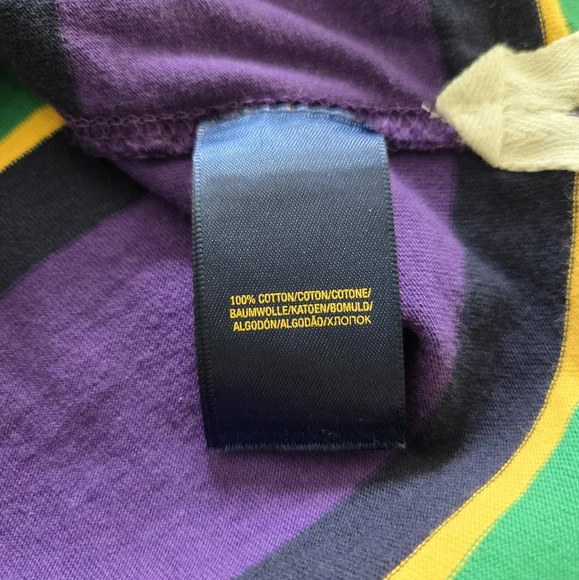 100% COTTON/COTON/COTONE/
BAUMWOLLE/KATOEN/BOMULD/
ALGODÓN/ALGODÃO/ХЛОПОК